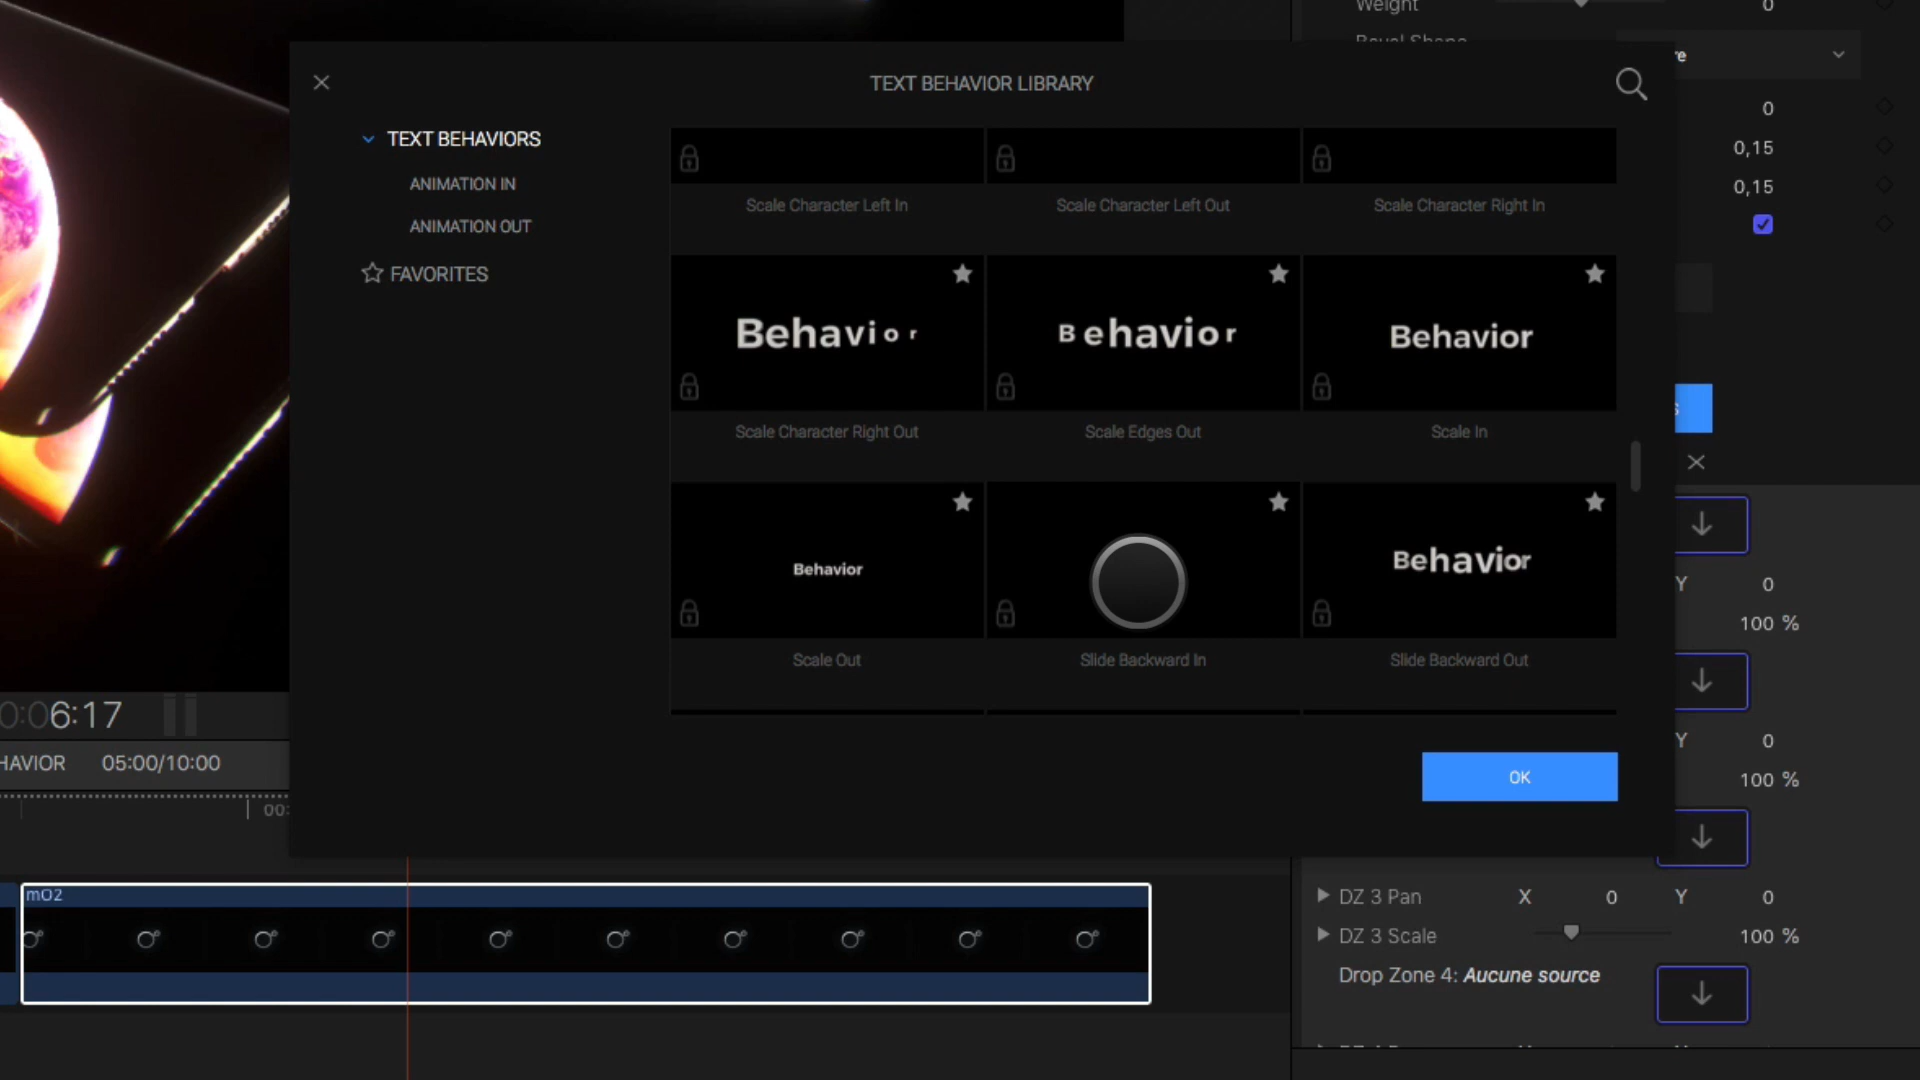 Weight 0
TEXT BEHAVIOR LIBRARY
TEXT BEHAVIORS
ANIMATION IN
ANIMATION OUT
FAVORITES
Scale Character Left In
Scale Character Left Out
Scale Character Right In
Behavior
Behavior
Behavior
Scale Character Right Out
Scale Edges Out
Scale In
Behavior
Behavior
Scale Out
Slide Backward In
Slide Backward Out
OK
0
0,15
0,15
Y 0
100 %
Y 0
100 %
0:06:17
HAVIOR 05:00/10:00
00:
mO2
DZ 3 Pan X 0 Y 0
DZ 3 Scale 100 %
Drop Zone 4: Aucune source